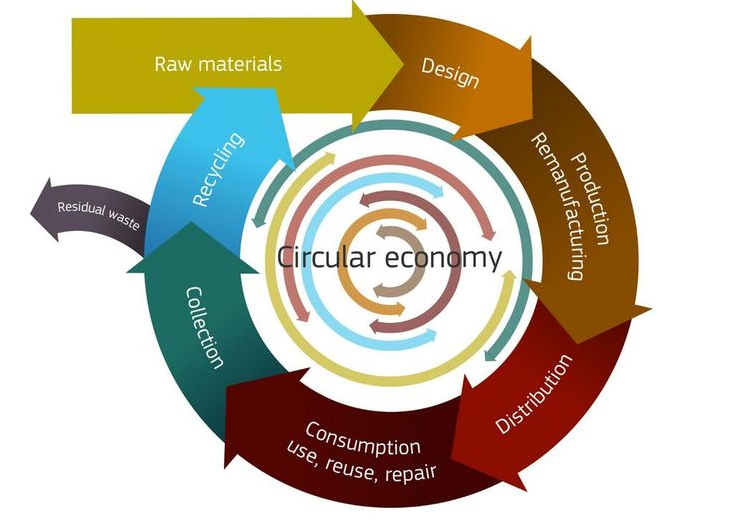 Raw materials
Design
Production
Remanufacturing
Distribution
Consumption
use, reuse, repair
Collection
Recycling
Residual waste
Circular economy